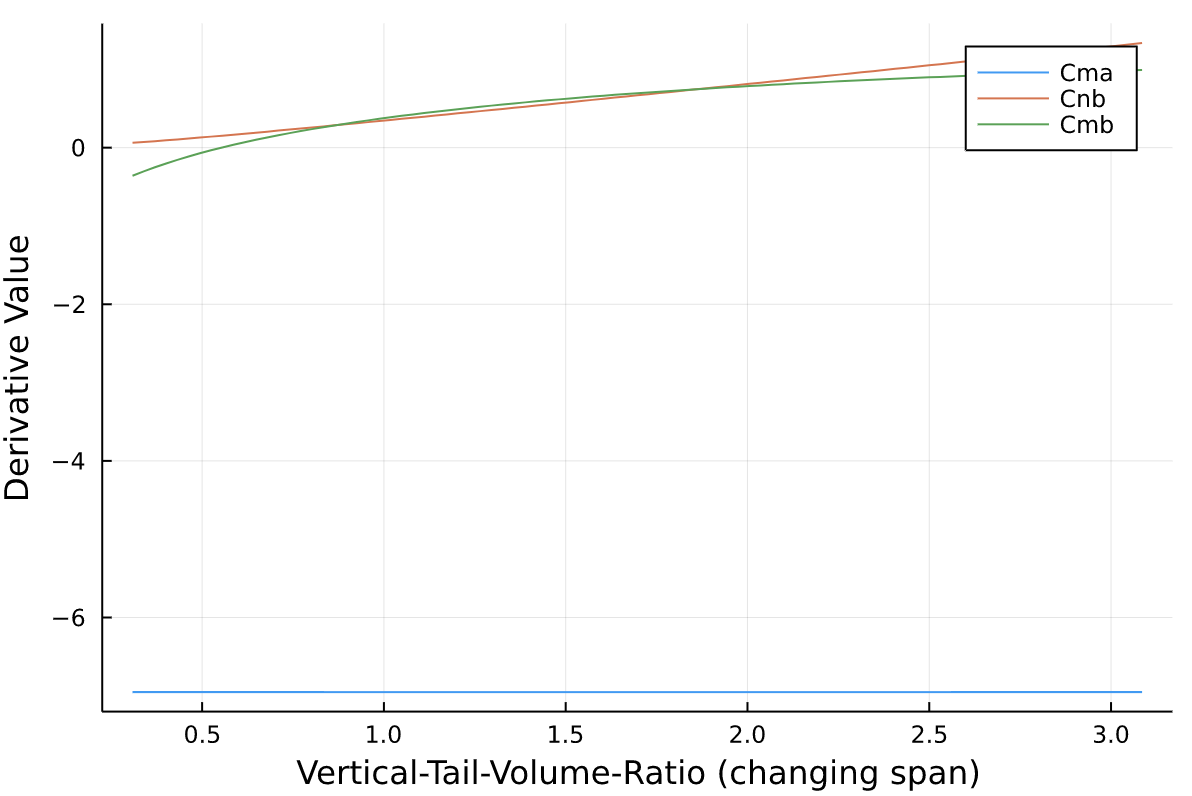 Cma
Cnb
Cmb
0
−2
−4
−6
Derivative Value
0.5
1.0
1.5
2.0
2.5
3.0
Vertical-Tail-Volume-Ratio (changing span)